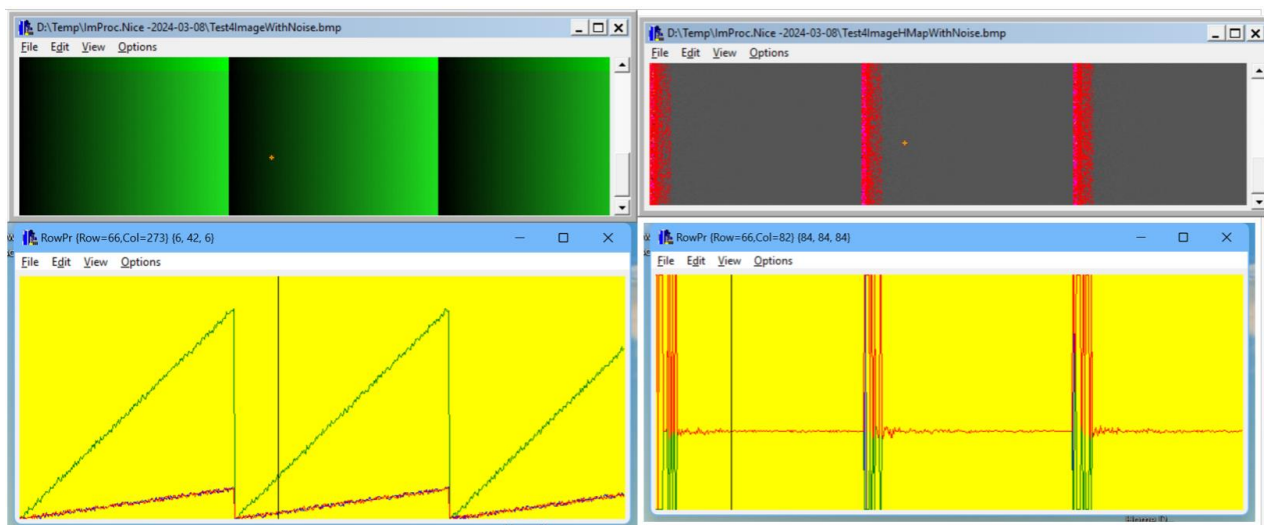 D:\Temp\ImProc.Nice -2024-03-08\Test4ImageWithNoise.bmp
File Edit View Options
D:\Temp\ImProc.Nice -2024-03-08\Test4ImageHMapWithNoise.bmp
File Edit View Options
RowPr (Row=66,Col=273) (6, 42, 6)
File Edit View Options
RowPr (Row=66,Col=82) (84, 84, 84)
File Edit View Options